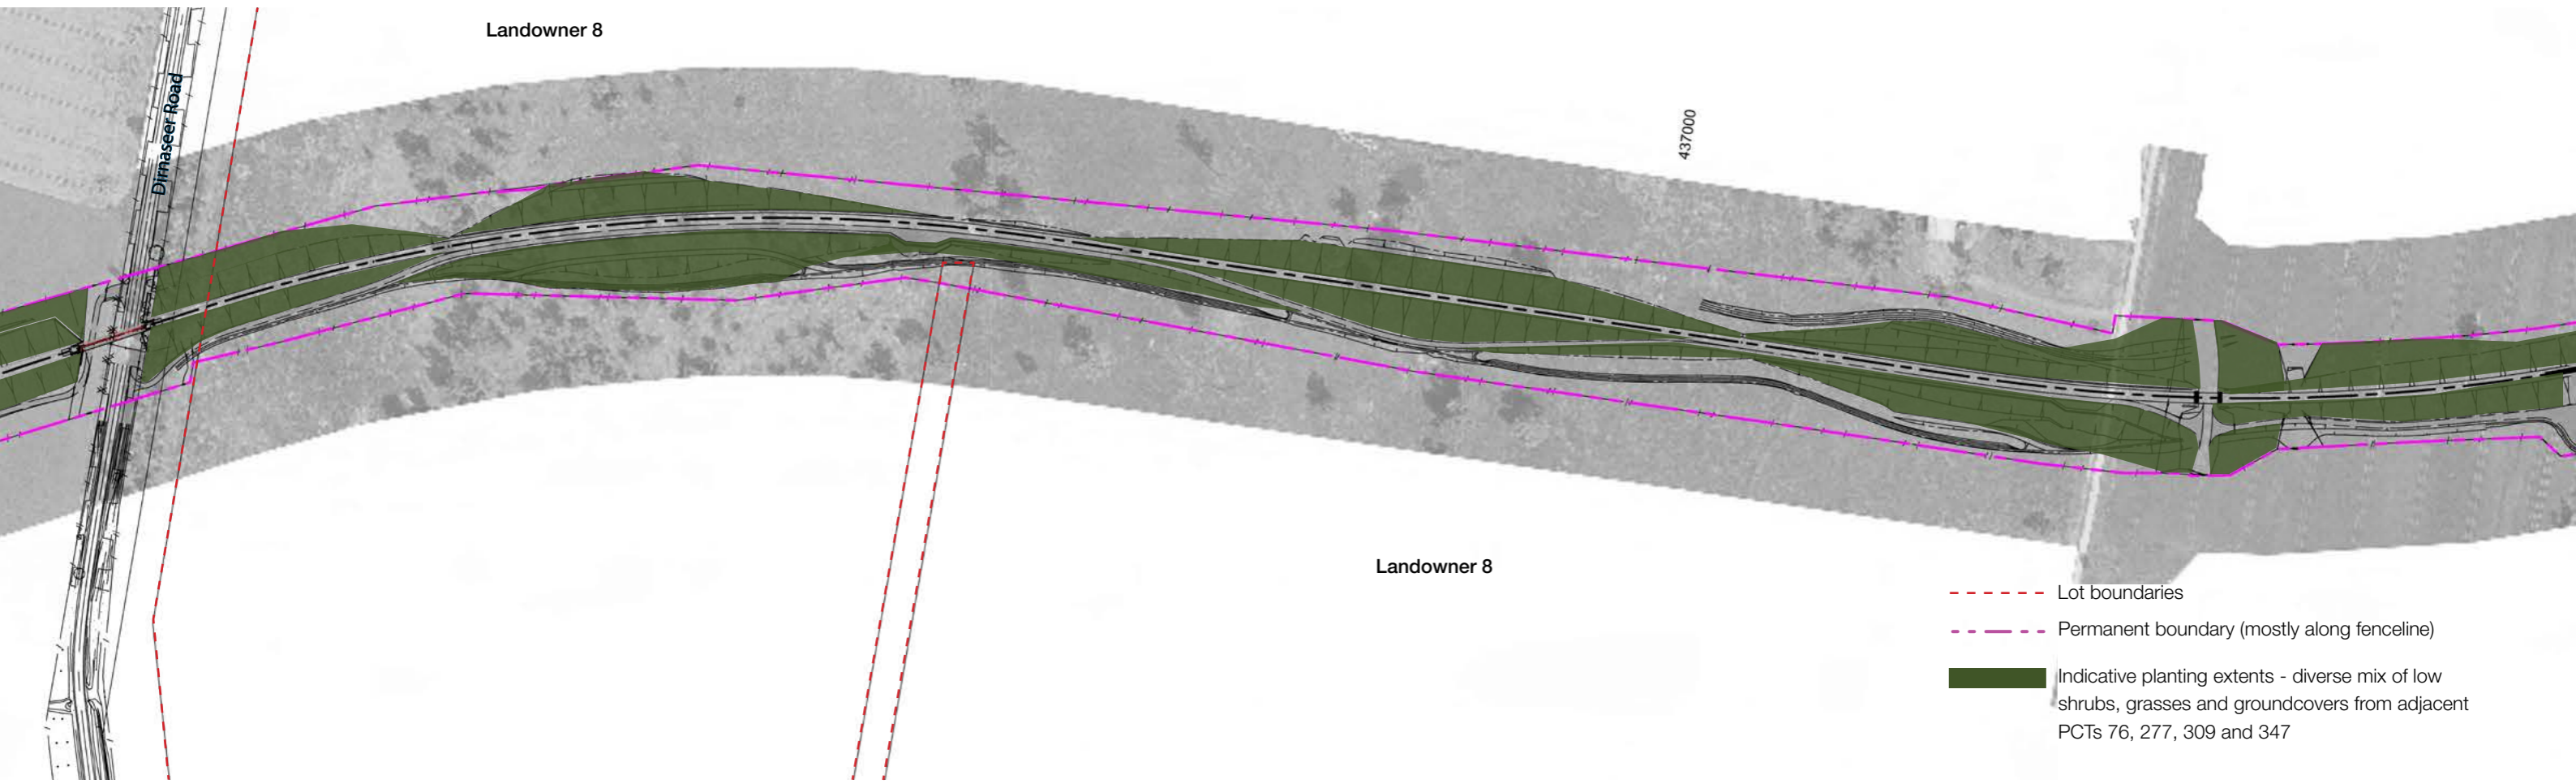 Landowner 8
Dirnaseer Road
437000
Landowner 8
Lot boundaries
Permanent boundary (mostly along fenceline)
Indicative planting extents - diverse mix of low
shrubs, grasses and groundcovers from adjacent
PCTs 76, 277, 309 and 347